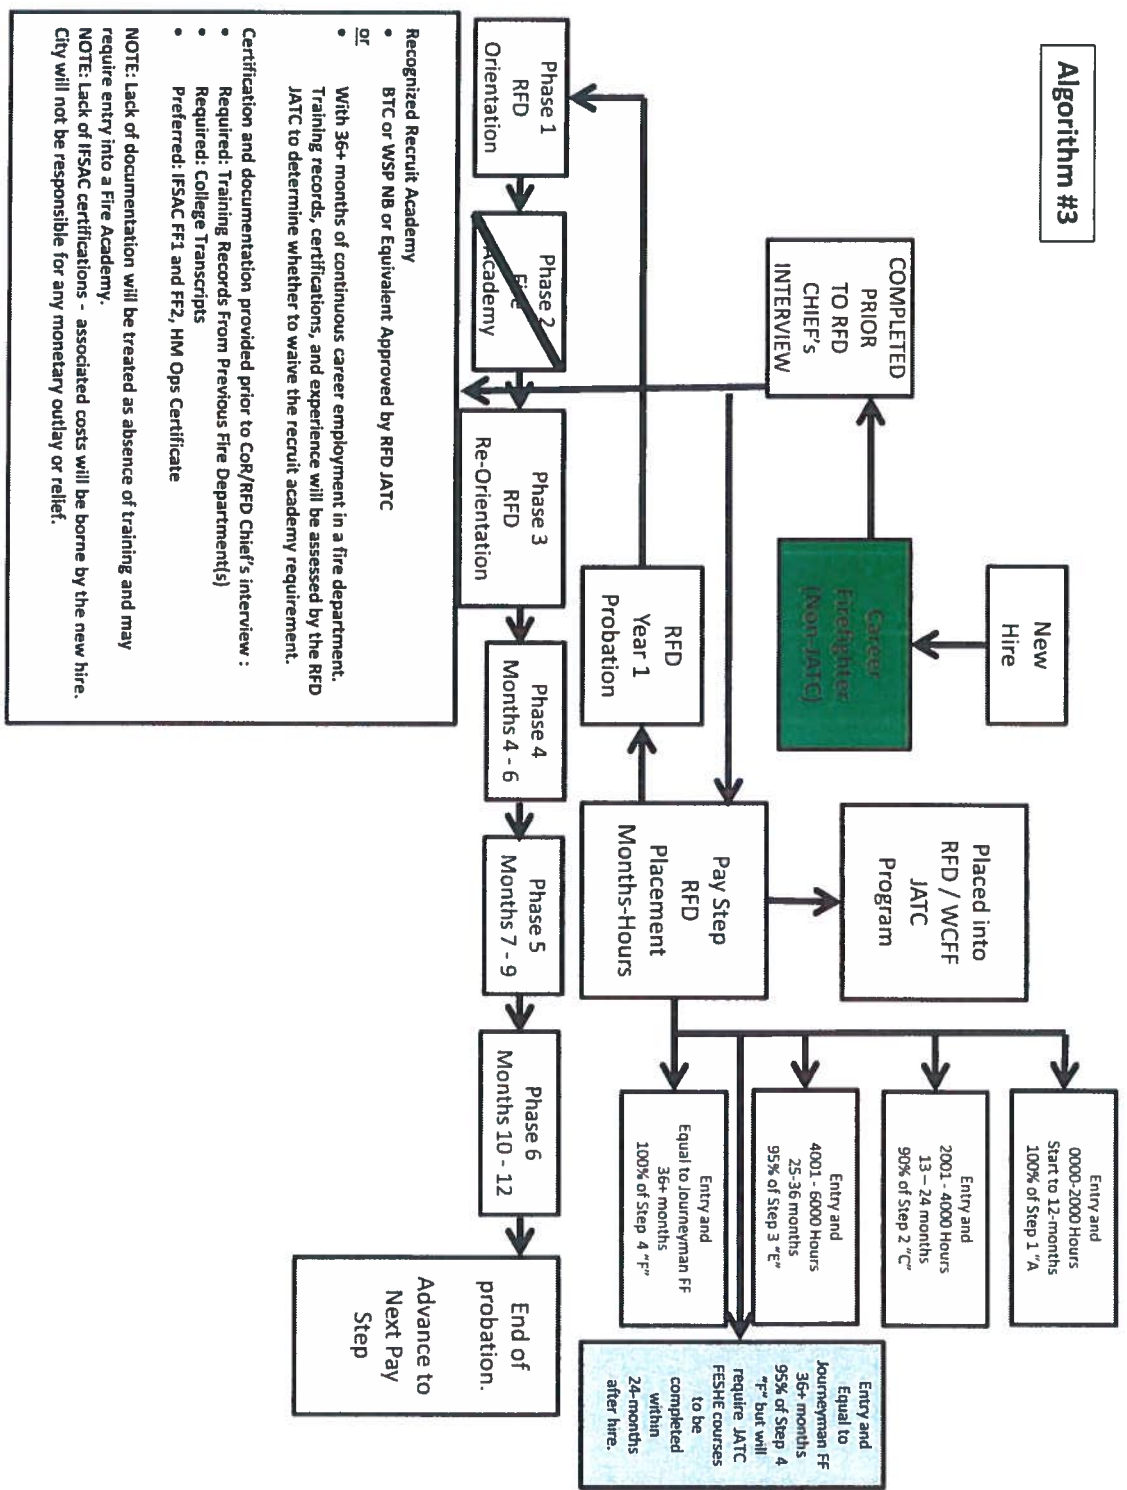 Algorithm #3
New
Hire
Career
Firefighter
(Non-JATC)
COMPLETED
PRIOR
TO RFD
CHIEF's
INTERVIEW
Placed into
RFD / WCFF
JATC
Program
Pay Step
RFD
Placement
Months-Hours
RFD
Year 1
Probation
Entry and
0000-2000 Hours
Start to 12-months
100% of Step 1 "A
Entry and
2001 - 4000 Hours
13 – 24 months
90% of Step 2 "C"
Entry and
4001 - 6000 Hours
25-36 months
95% of Step 3 "E"
Entry and
Equal to Journeyman FF
36+ months
100% of Step 4 "F"
Entry and
Equal to
Journeyman FF
36+ months
95% of Step 4
"F" but will
require JATC
FESHE courses
to be
completed
within
24-months
after hire.
Phase 1
RFD
Orientation
Phase 2
Fire
Academy
Phase 3
RFD
Re-Orientation
Phase 4
Months 4 - 6
Phase 5
Months 7 - 9
Phase 6
Months 10 - 12
End of
probation.
Advance to
Next Pay
Step
Recognized Recruit Academy
• BTC or WSP NB or Equivalent Approved by RFD JATC
or
• With 36+ months of continuous career employment in a fire department.
Training records, certifications, and experience will be assessed by the RFD
JATC to determine whether to waive the recruit academy requirement.
Certification and documentation provided prior to CoR/RFD Chief's interview :
• Required: Training Records From Previous Fire Department(s)
• Required: College Transcripts
• Preferred: IFSAC FF1 and FF2, HM Ops Certificate
NOTE: Lack of documentation will be treated as absence of training and may
require entry into a Fire Academy.
NOTE: Lack of IFSAC certifications - associated costs will be borne by the new hire.
City will not be responsible for any monetary outlay or relief.